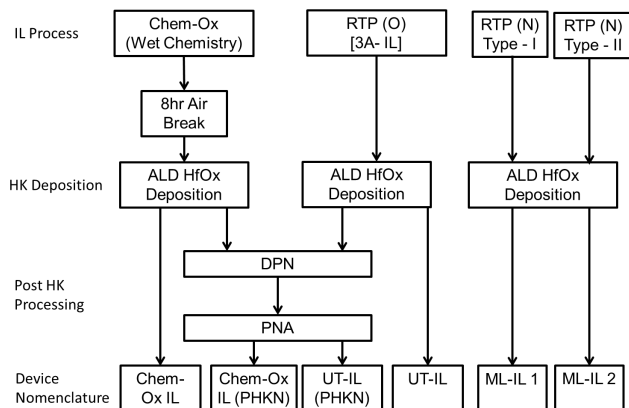 IL Process
Chem-Ox
(Wet Chemistry)
RTP (O)
[3A- IL]
RTP (N)
Type - I
RTP (N)
Type - II
8hr Air
Break
HK Deposition
ALD HfOx
Deposition
ALD HfOx
Deposition
ALD HfOx
Deposition
DPN
Post HK
Processing
PNA
Device
Nomenclature
Chem-
Ox IL
Chem-Ox
IL (PHKN)
UT-IL
(PHKN)
UT-IL
ML-IL 1
ML-IL 2